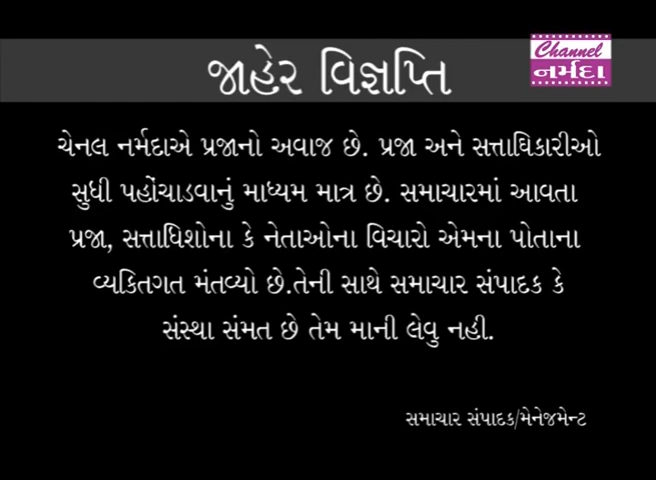 જાહેર વિજ્ઞપ્તિ
Channel
નર્મદા
ચેનલ નર્મદાએ પ્રજાનો અવાજ છે. પ્રજા અને સત્તાધિકારીઓ
સુધી પહોંચાડવાનું માધ્યમ માત્ર છે. સમાચારમાં આવતા
પ્રજા, સત્તાધિશોના કે નેતાઓના વિચારો એમના પોતાના
વ્યકિતગત મંતવ્યો છે.તેની સાથે સમાચાર સંપાદક કે
સંસ્થા સંમત છે તેમ માની લેવુ નહી.
સમાચાર સંપાદક/મેનેજમેન્ટ